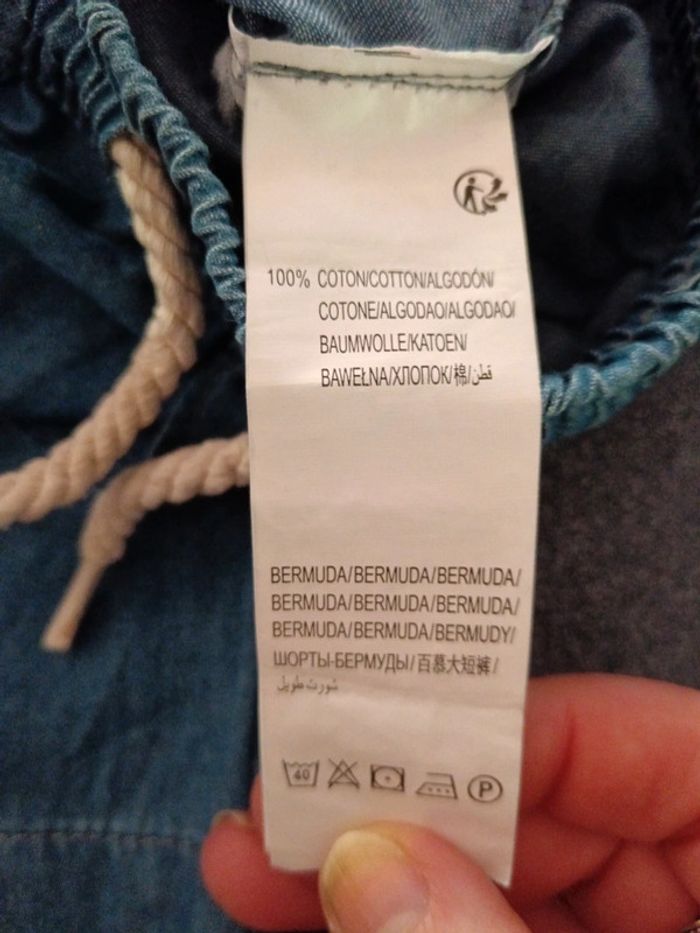 100% COTON/COTTON/ALGODÓN/
COTONE/ALGODAO/ALGODAO/
BAUMWOLLE/KATOEN/
BAWEŁNA/ХЛОПОК/棉/قطن
BERMUDA/BERMUDA/BERMUDA/
BERMUDA/BERMUDA/BERMUDA/
BERMUDA/BERMUDA/BERMUDY/
ШОРТЫ-БЕРМУДЫ/百慕大短裤/
شورت طويل
40 P